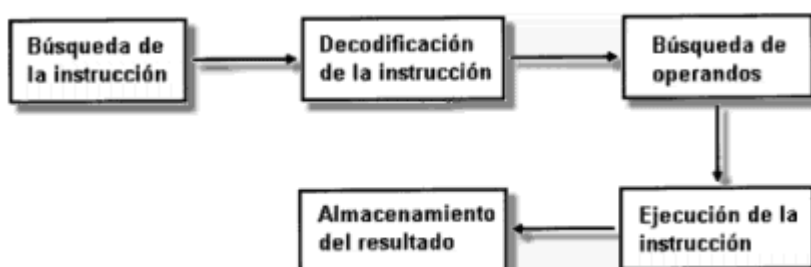 Búsqueda de
la instrucción
Decodificación
de la instrucción
Búsqueda de
operandos
Ejecución de la
instrucción
Almacenamiento
del resultado